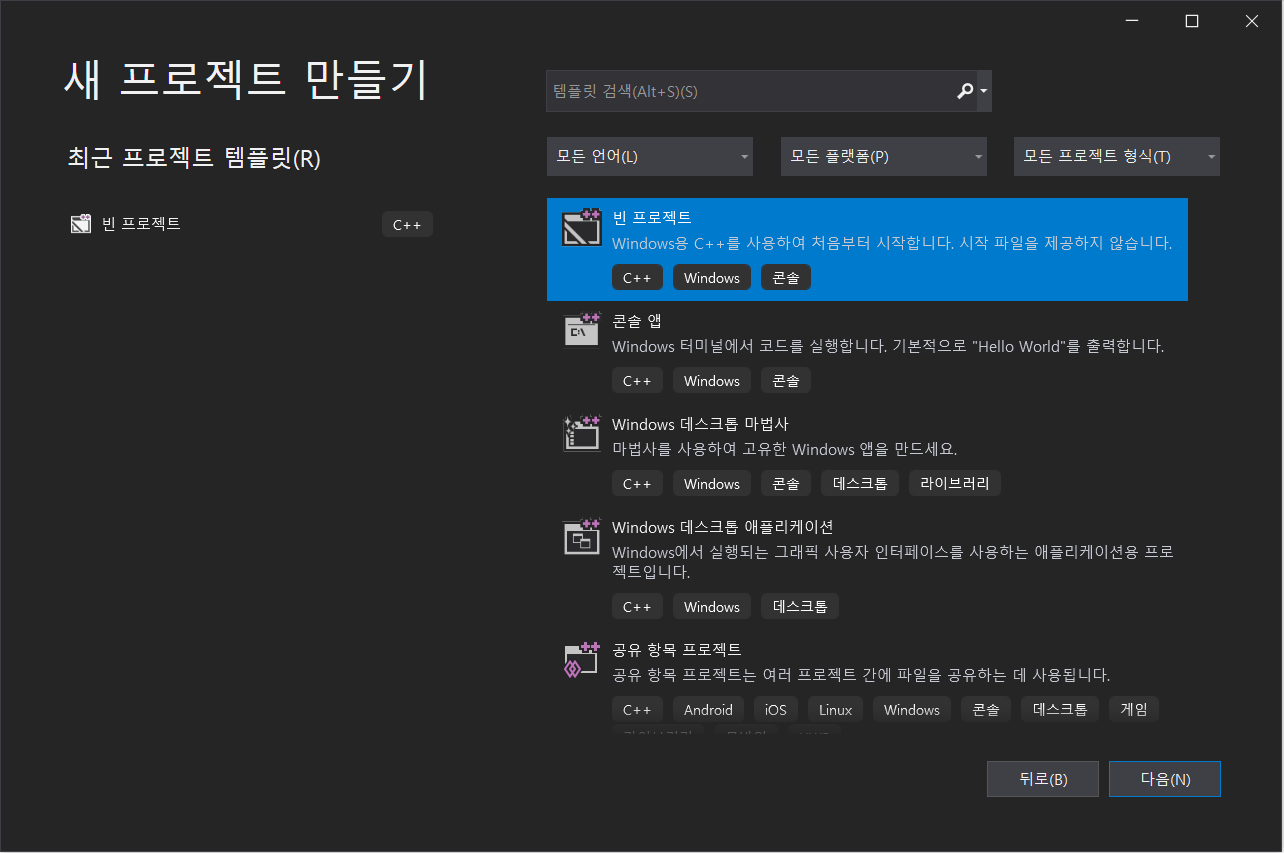 새 프로젝트 만들기
최근 프로젝트 템플릿(R)
빈 프로젝트 C++
템플릿 검색(Alt+S)(S)
모든 언어(L) 모든 플랫폼(P) 모든 프로젝트 형식(T)
빈 프로젝트
Windows용 C++를 사용하여 처음부터 시작합니다. 시작 파일을 제공하지 않습니다.
C++ Windows 콘솔
콘솔 앱
Windows 터미널에서 코드를 실행합니다. 기본적으로 "Hello World"를 출력합니다.
C++ Windows 콘솔
Windows 데스크톱 마법사
마법사를 사용하여 고유한 Windows 앱을 만드세요.
C++ Windows 콘솔 데스크톱 라이브러리
Windows 데스크톱 애플리케이션
Windows에서 실행되는 그래픽 사용자 인터페이스를 사용하는 애플리케이션용 프로
젝트입니다.
C++ Windows 데스크톱
공유 항목 프로젝트
공유 항목 프로젝트는 여러 프로젝트 간에 파일을 공유하는 데 사용됩니다.
C++ Android iOS Linux Windows 콘솔 데스크톱 게임
뒤로(B) 다음(N)